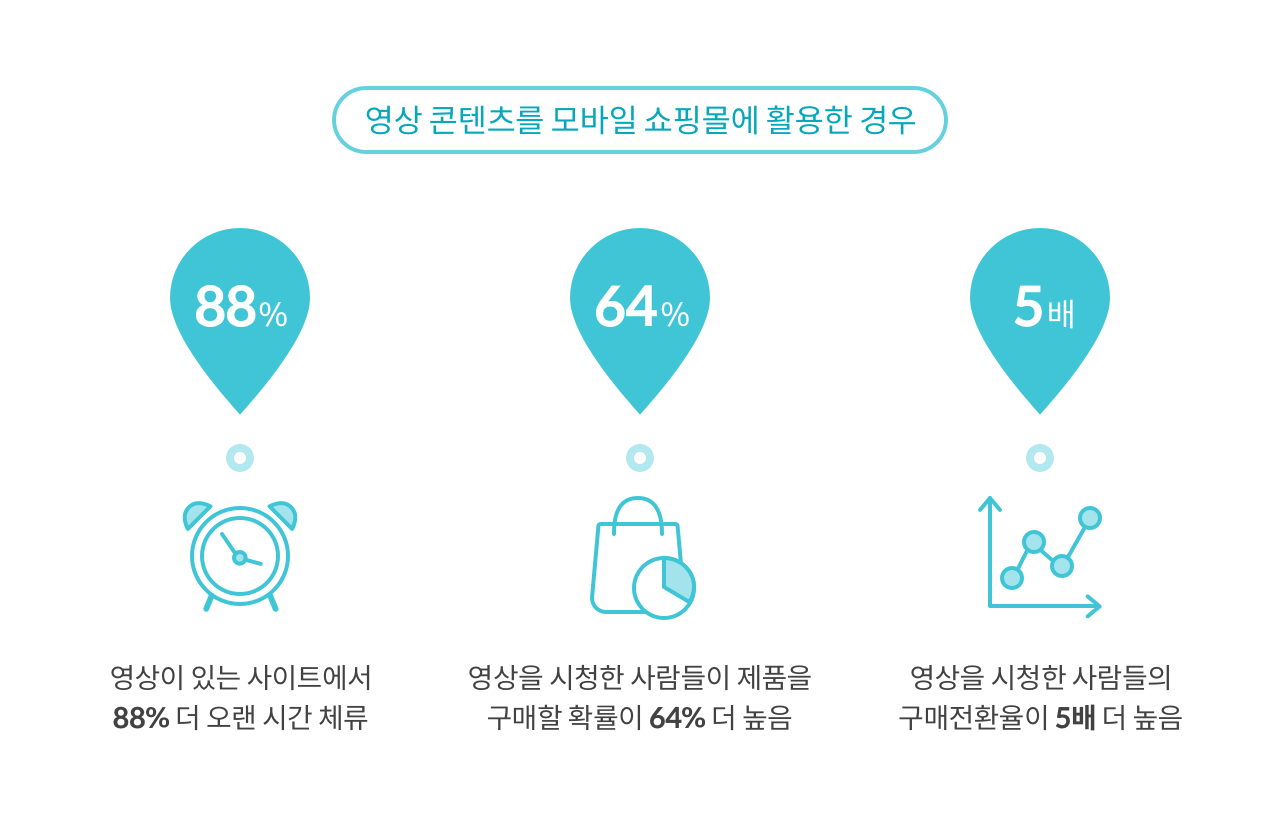 영상 콘텐츠를 모바일 쇼핑몰에 활용한 경우
88%
64%
5배
영상이 있는 사이트에서
88% 더 오랜 시간 체류
영상을 시청한 사람들이 제품을
구매할 확률이 64% 더 높음
영상을 시청한 사람들의
구매전환율이 5배 더 높음